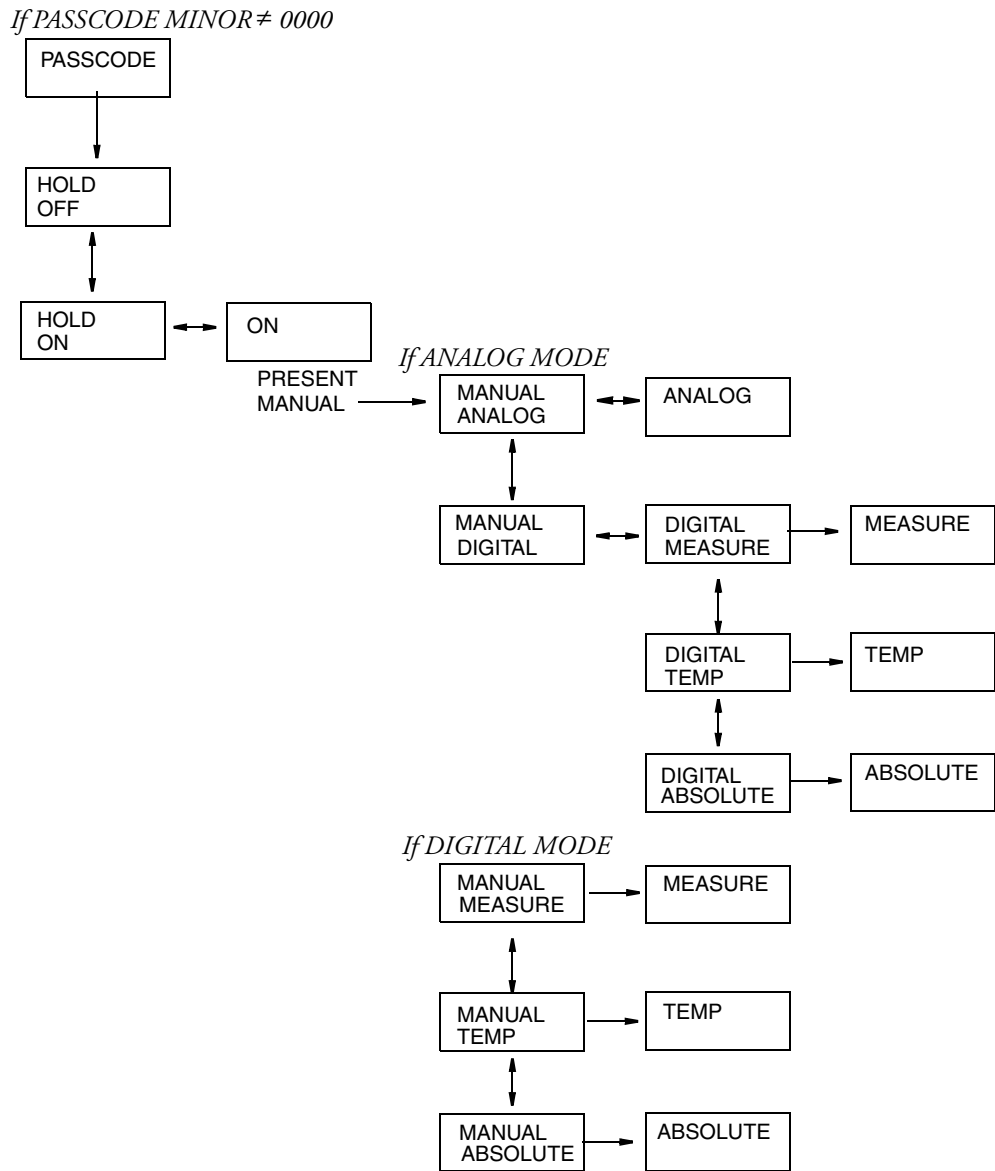 If PASSCODE MINOR ≠ 0000
PASSCODE
HOLD
OFF
HOLD
ON
ON
PRESENT
MANUAL
If ANALOG MODE
MANUAL
ANALOG
ANALOG
MANUAL
DIGITAL
DIGITAL
MEASURE
MEASURE
DIGITAL
TEMP
TEMP
DIGITAL
ABSOLUTE
ABSOLUTE
If DIGITAL MODE
MANUAL
MEASURE
MEASURE
MANUAL
TEMP
TEMP
MANUAL
ABSOLUTE
ABSOLUTE